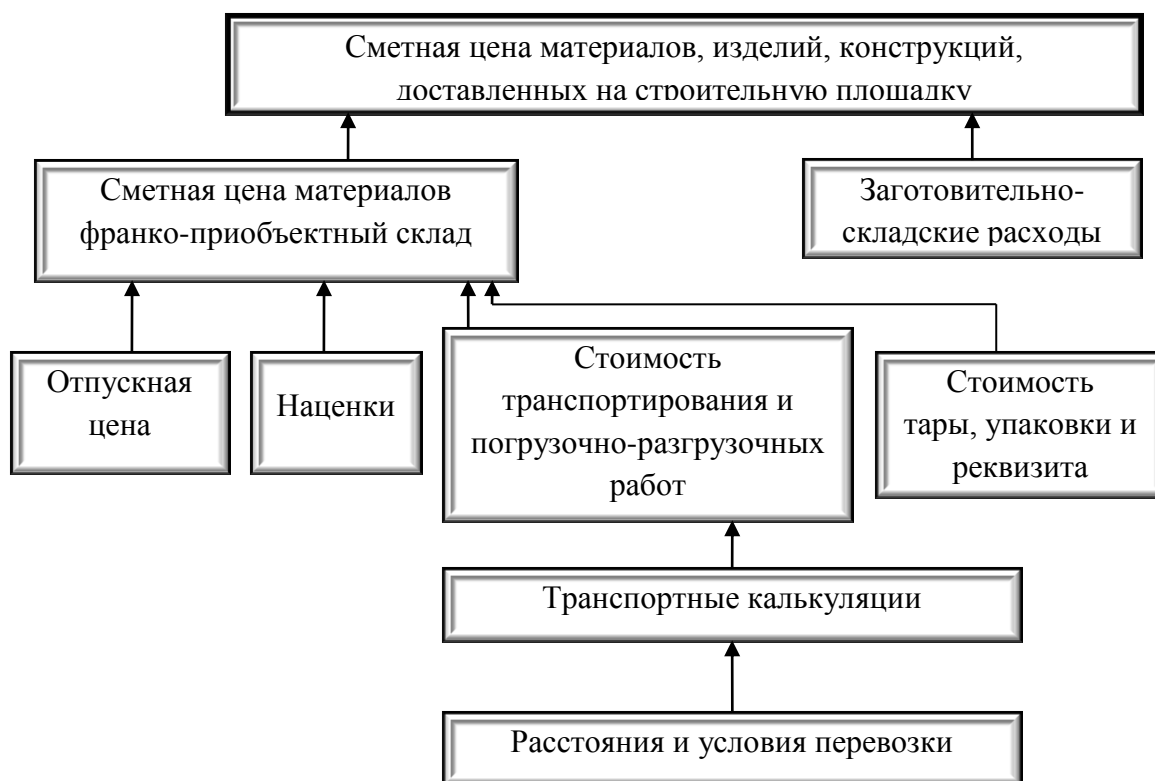 Сметная цена материалов, изделий, конструкций,
доставленных на строительную площадку
Сметная цена материалов
франко-приобъектный склад
Заготовительно-
складские расходы
Отпускная
цена
Наценки
Стоимость
транспортирования и
погрузочно-разгрузочных
работ
Стоимость
тары, упаковки и
реквизита
Транспортные калькуляции
Расстояния и условия перевозки